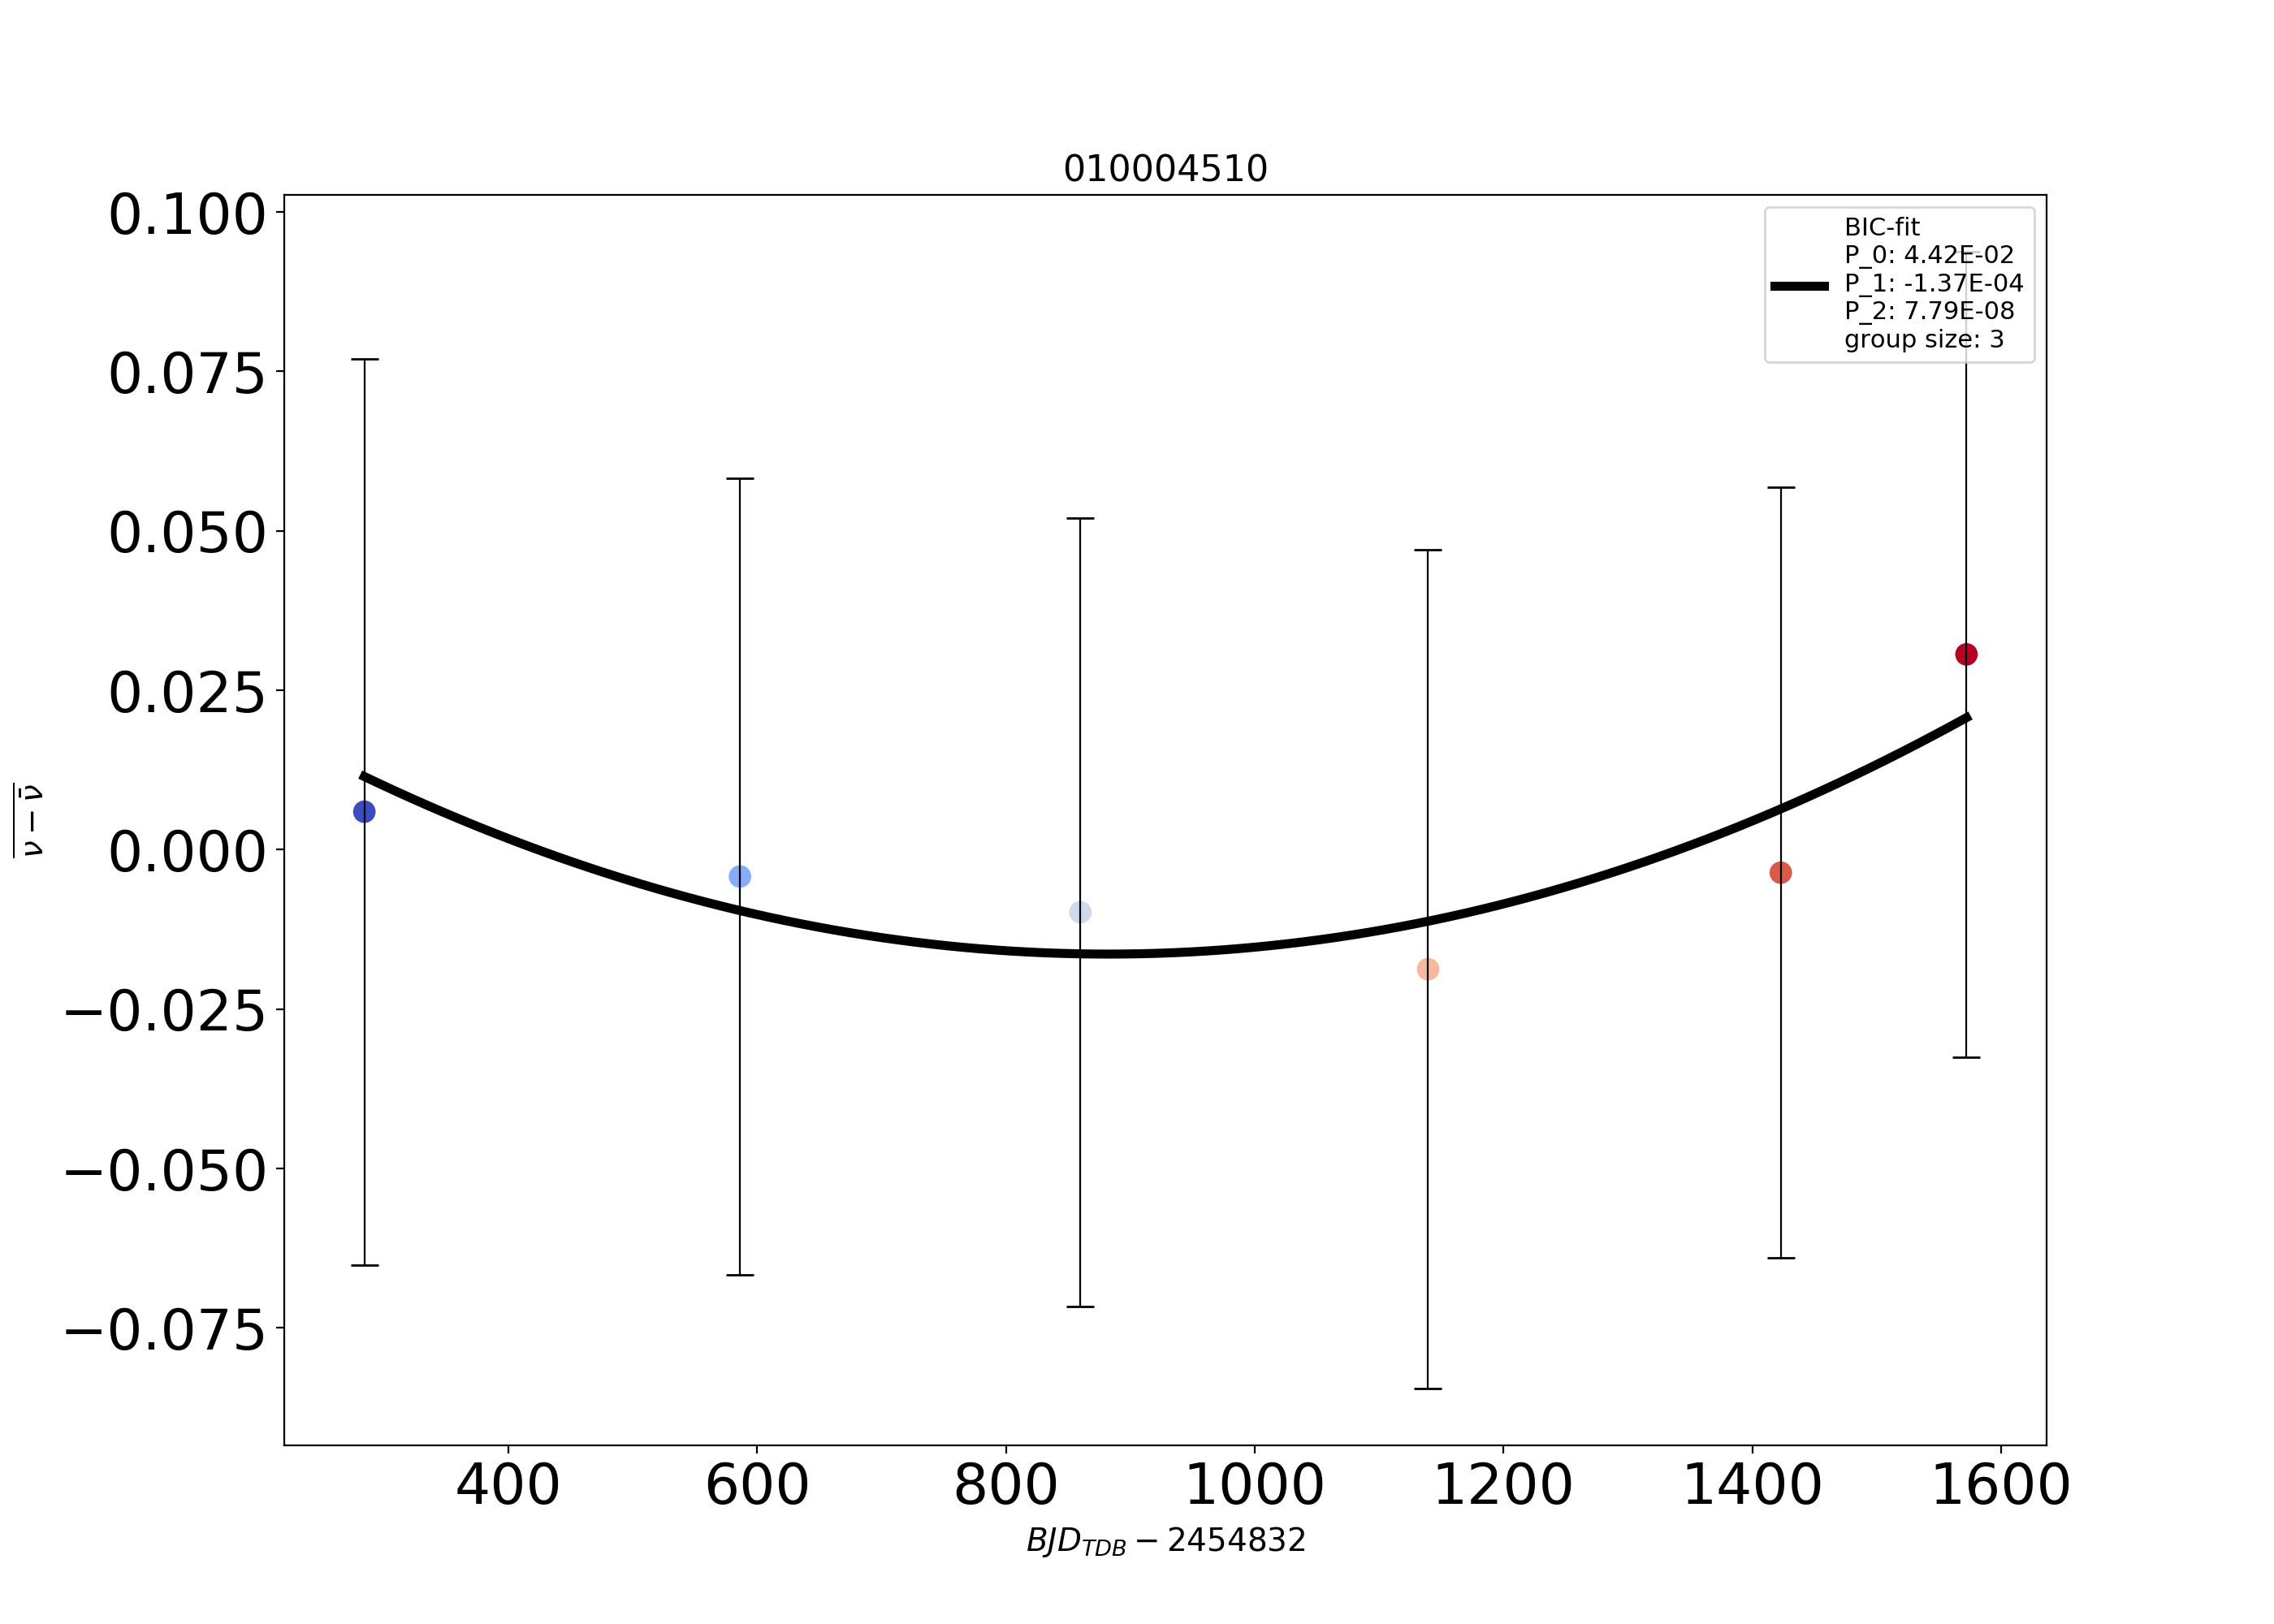 010004510
BIC-fit
P_0: 4.42E-02
P_1: -1.37E-04
P_2: 7.79E-08
group size: 3
0.100
0.075
0.050
0.025
0.000
−0.025
−0.050
−0.075
ν − ν̄
400 600 800 1000 1200 1400 1600
BJD_TDB − 2454832